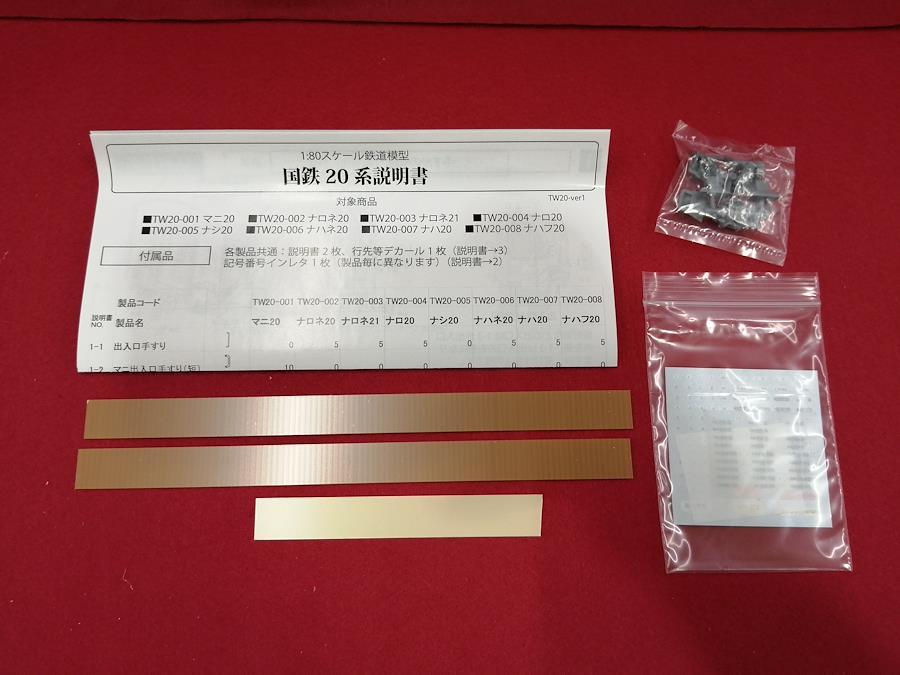 1:80スケール鉄道模型
国鉄 20 系説明書
TW20-ver1
対象商品
■TW20-001 マニ20 ■TW20-002 ナロネ20 ■TW20-003 ナロネ21 ■TW20-004 ナロ20
■TW20-005 ナシ20 ■TW20-006 ナハネ20 ■TW20-007 ナハ20 ■TW20-008 ナハフ20
付属品
各製品共通：説明書２枚、行先等デカール１枚（説明書→3）
記号番号インレタ１枚（製品毎に異なります）（説明書→2）
製品コード TW20-001 TW20-002 TW20-003 TW20-004 TW20-005 TW20-006 TW20-007 TW20-008
説明書NO. 製品名 マニ20 ナロネ20 ナロネ21 ナロ20 ナシ20 ナハネ20 ナハ20 ナハフ20
1-1 出入口手すり 0 5 5 5 0 5 5 5
1-2 マニ出入口手すり(短) 10 0 0 0 0 0 0 0